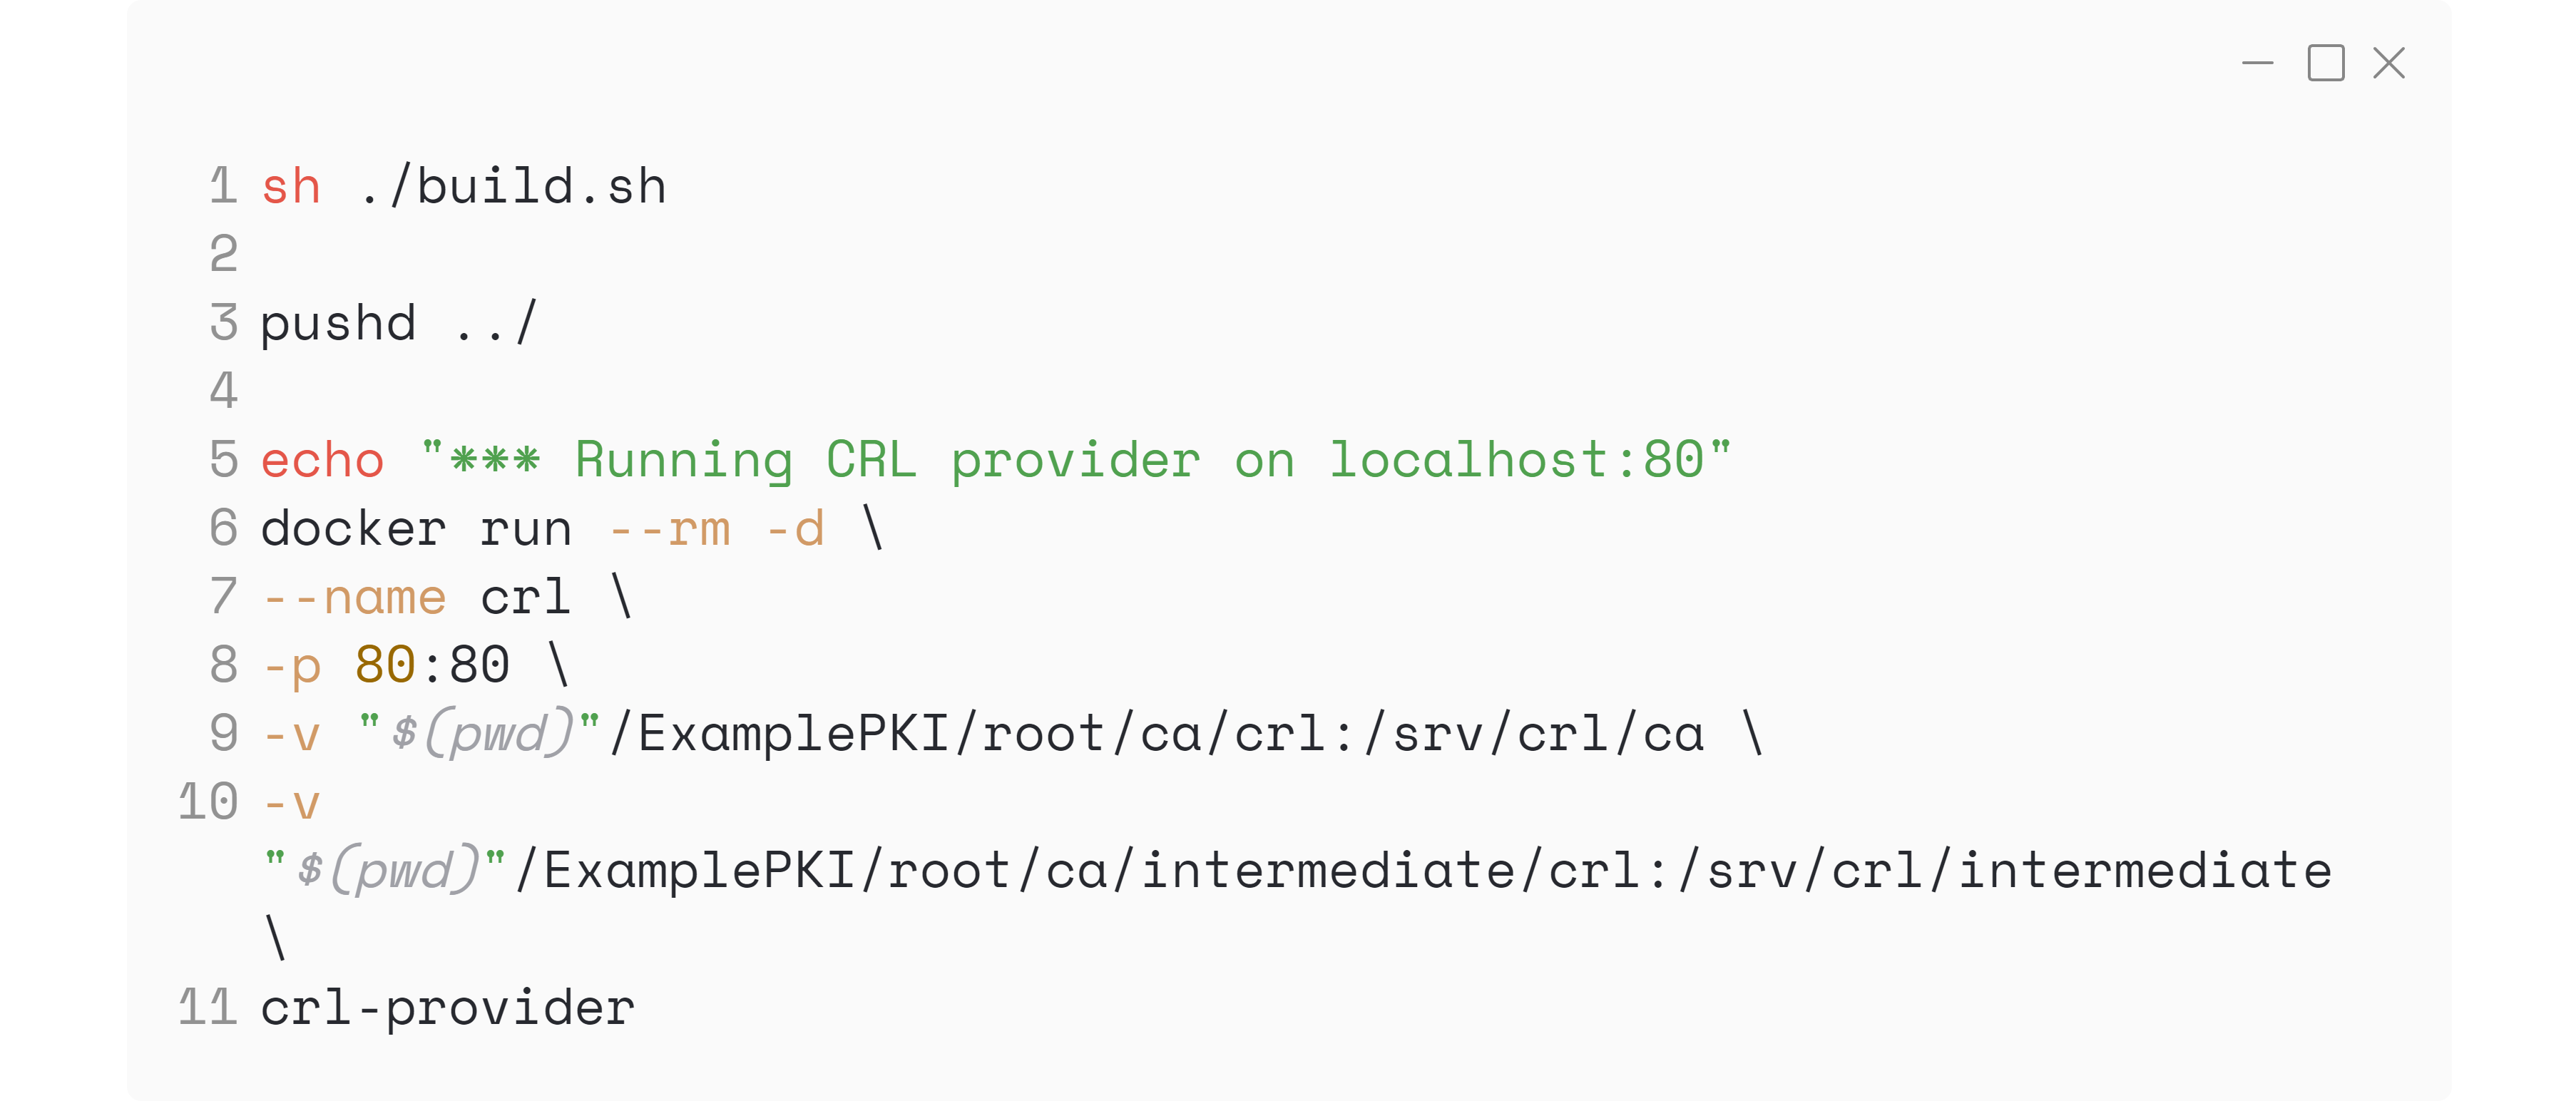 1 sh ./build.sh
2
3 pushd ../
4
5 echo "*** Running CRL provider on localhost:80"
6 docker run --rm -d \
7 --name crl \
8 -p 80:80 \
9 -v "$(pwd)"/ExamplePKI/root/ca/crl:/srv/crl/ca \
10 -v
"$(pwd)"/ExamplePKI/root/ca/intermediate/crl:/srv/crl/intermediate
\
11 crl-provider